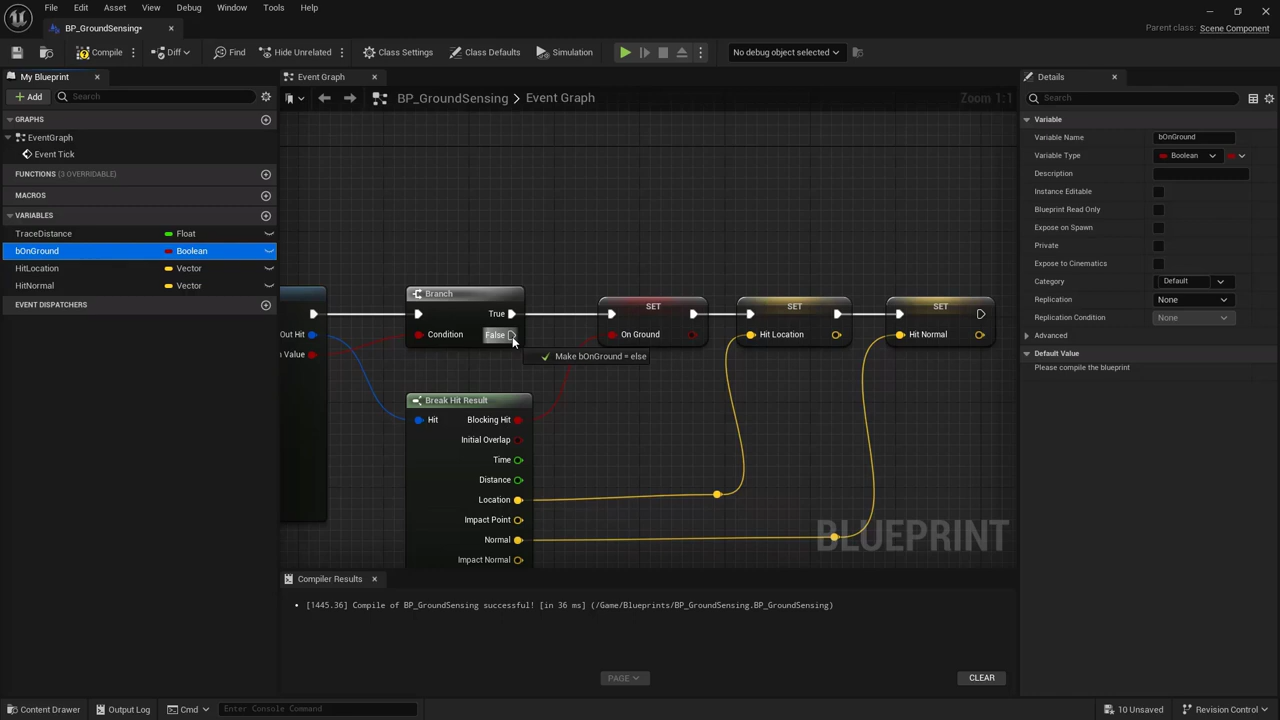 File Edit Asset View Debug Window Tools Help
BP_GroundSensing•
Parent class: Scene Component
Compile Diff Find Hide Unrelated Class Settings Class Defaults Simulation No debug object selected
My Blueprint
Event Graph
Details
Add Search
BP_GroundSensing > Event Graph
Zoom 1:1
Search
GRAPHS
EventGraph
Event Tick
FUNCTIONS (3 OVERRIDABLE)
MACROS
VARIABLES
TraceDistance Float
bOnGround Boolean
HitLocation Vector
HitNormal Vector
EVENT DISPATCHERS
Out Hit
n Value
Branch
True
Condition
False
Make bOnGround = else
SET
On Ground
SET
Hit Location
SET
Hit Normal
Break Hit Result
Hit
Blocking Hit
Initial Overlap
Time
Distance
Location
Impact Point
Normal
Impact Normal
BLUEPRINT
Variable
Variable Name bOnGround
Variable Type Boolean
Description
Instance Editable
Blueprint Read Only
Expose on Spawn
Private
Expose to Cinematics
Category Default
Replication None
Replication Condition None
Advanced
Default Value
Please compile the blueprint
Compiler Results
[1445.36] Compile of BP_GroundSensing successful! [in 36 ms] (/Game/Blueprints/BP_GroundSensing.BP_GroundSensing)
PAGE
CLEAR
Content Drawer Output Log Cmd Enter Console Command
10 Unsaved Revision Control